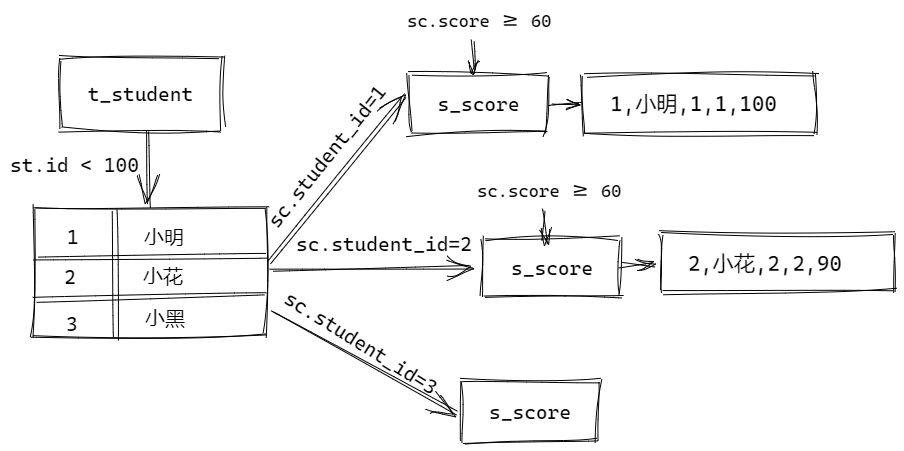 sc.score ≥ 60
t_student
s_score
1,小明,1,1,100
st.id < 100
sc.student_id=1
sc.score ≥ 60
1 小明
sc.student_id=2
2 小花
s_score
2,小花,2,2,90
3 小黑
sc.student_id=3
s_score